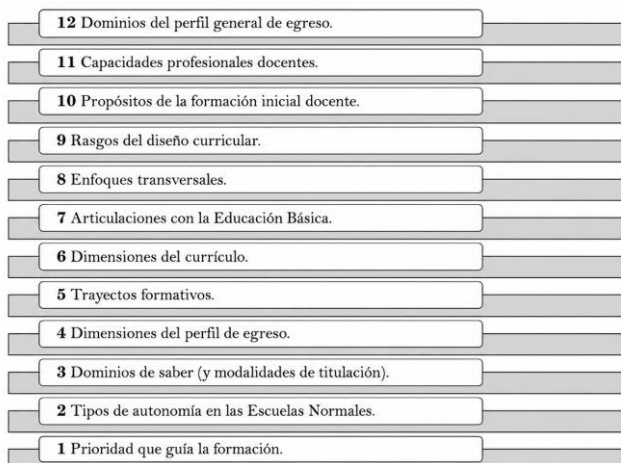 12 Dominios del perfil general de egreso.
11 Capacidades profesionales docentes.
10 Propósitos de la formación inicial docente.
9 Rasgos del diseño curricular.
8 Enfoques transversales.
7 Articulaciones con la Educación Básica.
6 Dimensiones del currículo.
5 Trayectos formativos.
4 Dimensiones del perfil de egreso.
3 Dominios de saber (y modalidades de titulación).
2 Tipos de autonomía en las Escuelas Normales.
1 Prioridad que guía la formación.